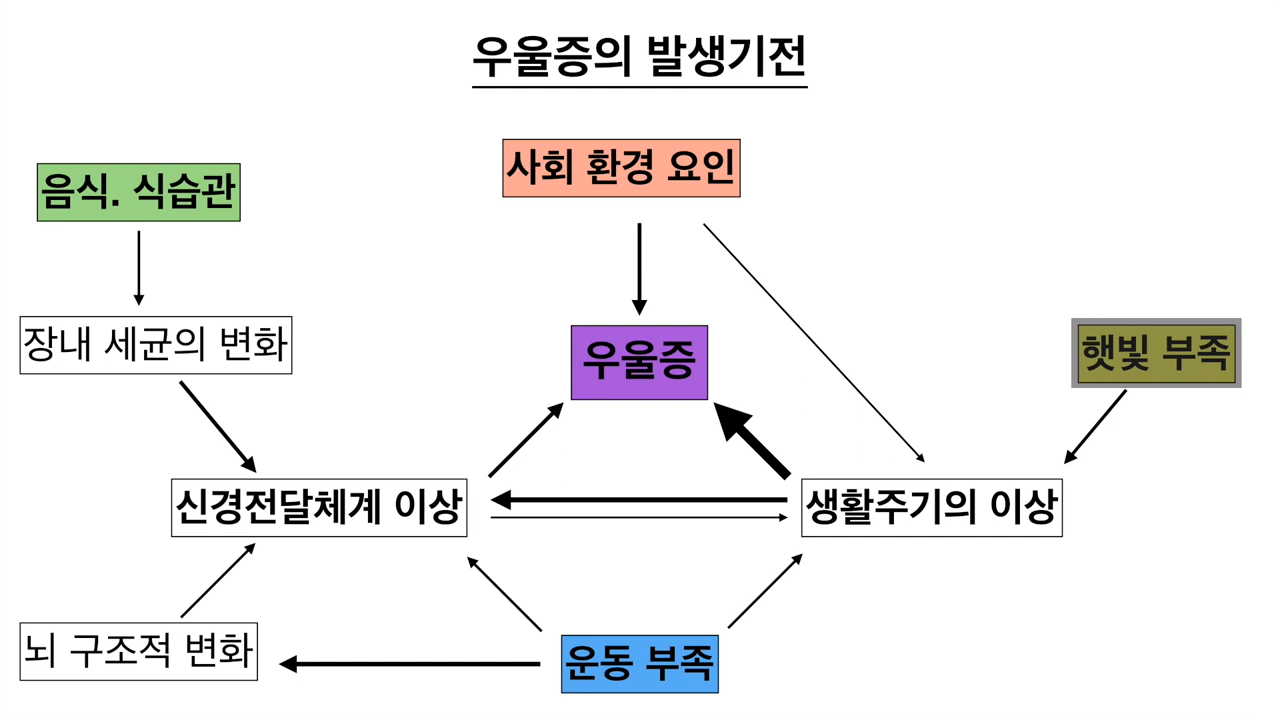 우울증의 발생기전
사회 환경 요인
음식. 식습관
장내 세균의 변화
우울증
햇빛 부족
신경전달체계 이상
생활주기의 이상
뇌 구조적 변화
운동 부족